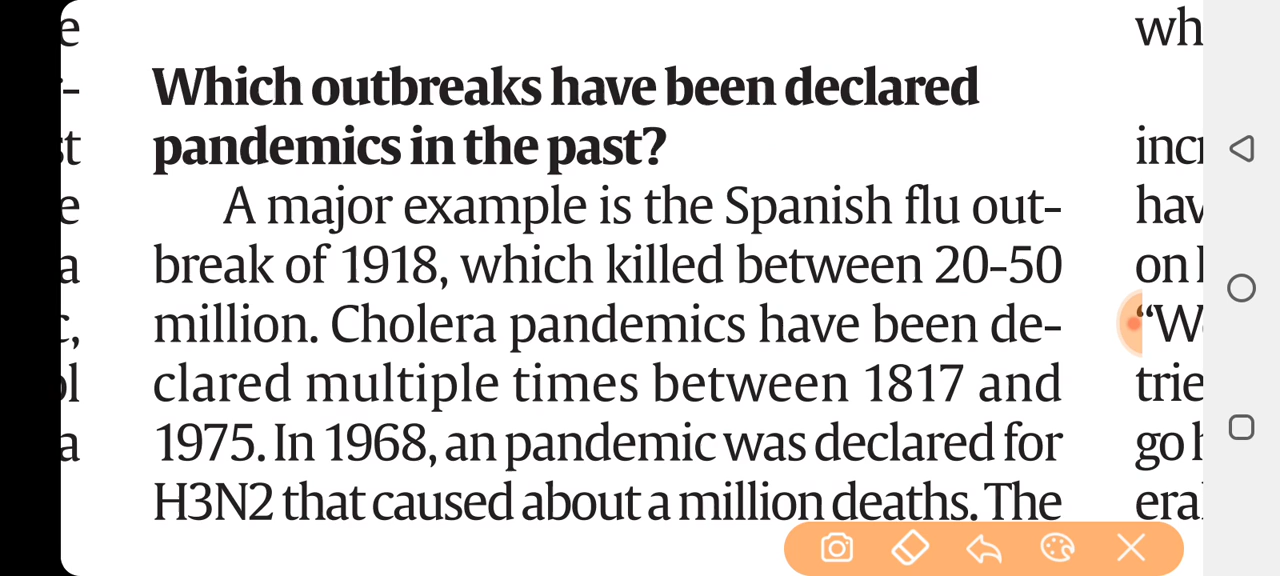 Which outbreaks have been declared
pandemics in the past?
A major example is the Spanish flu out-
break of 1918, which killed between 20-50
million. Cholera pandemics have been de-
clared multiple times between 1817 and
1975. In 1968, an pandemic was declared for
H3N2 that caused about a million deaths. The